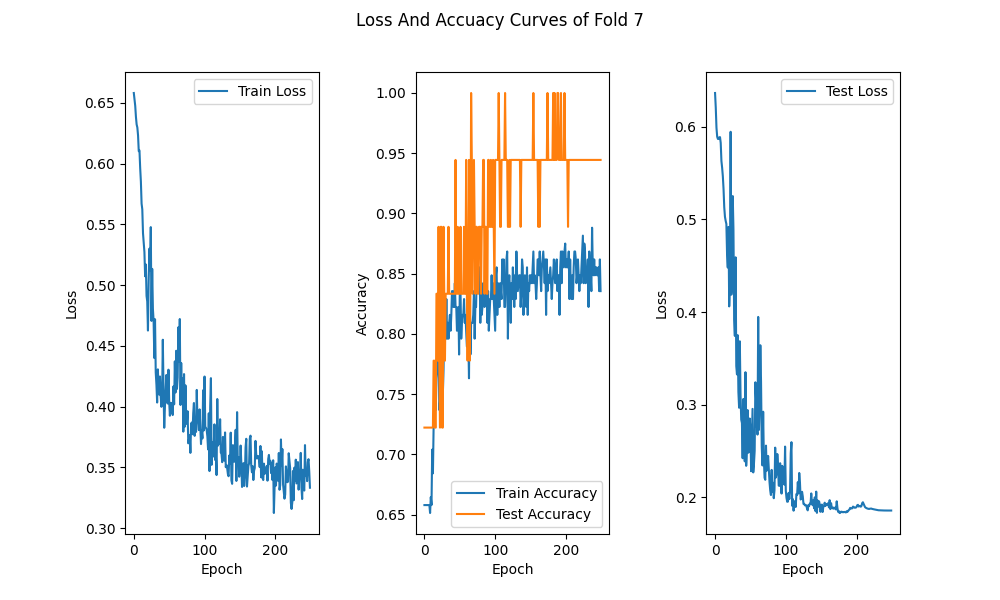 Loss And Accuacy Curves of Fold 7
Train Loss
0.65
0.60
0.55
0.50
0.45
0.40
0.35
0.30
Loss
0
100
200
Epoch
1.00
0.95
0.90
0.85
0.80
0.75
0.70
0.65
Accuracy
Train Accuracy
Test Accuracy
0
100
200
Epoch
Test Loss
0.6
0.5
0.4
0.3
0.2
Loss
0
100
200
Epoch